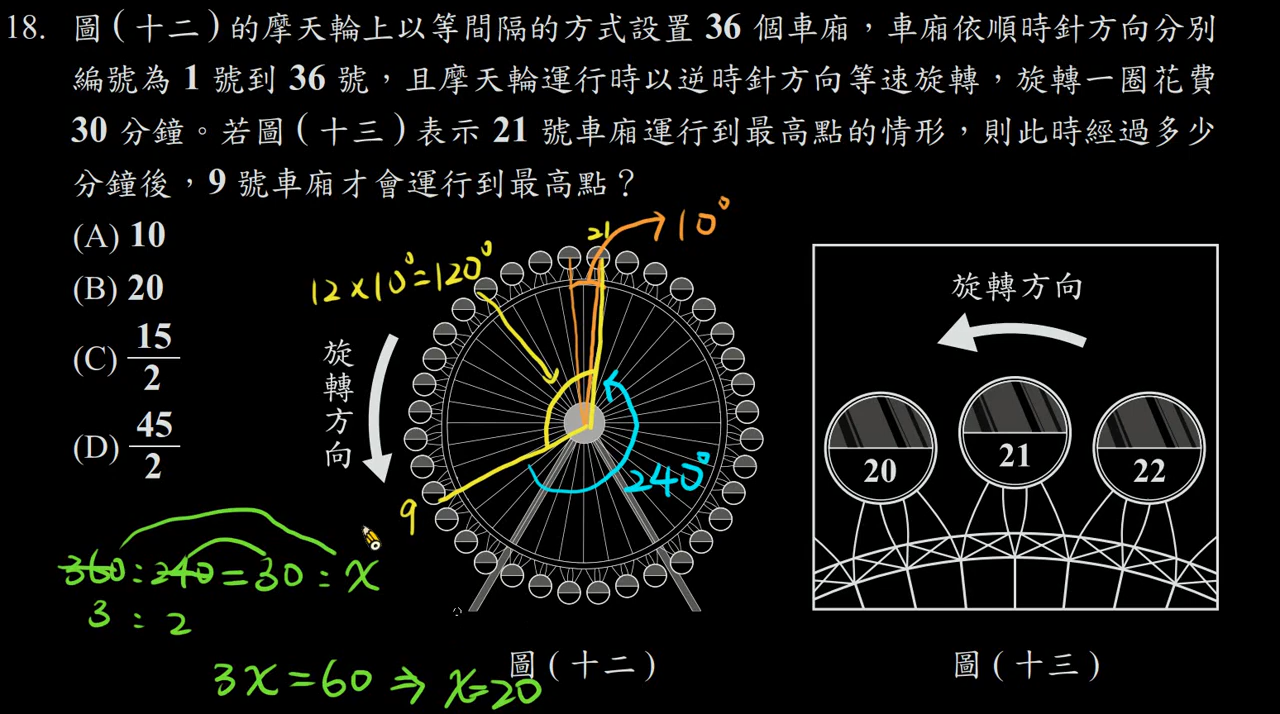 18. 圖(十二)的摩天輪上以等間隔的方式設置 36 個車廂，車廂依順時針方向分別
編號為 1 號到 36 號，且摩天輪運行時以逆時針方向等速旋轉，旋轉一圈花費
30 分鐘。若圖(十三)表示 21 號車廂運行到最高點的情形，則此時經過多少
分鐘後，9 號車廂才會運行到最高點？
(A) 10
(B) 20
(C) 15/2
(D) 45/2
21
10°
12×10°=120°
旋轉方向
240°
9
圖(十二)
旋轉方向
20
21
22
圖(十三)
360:240=30:x
3:2
3x=60⇒x=20